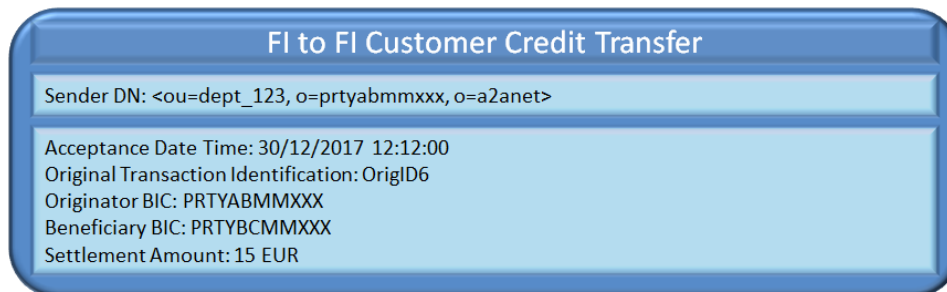 FI to FI Customer Credit Transfer
Sender DN: <ou=dept_123, o=prtyabmmxxx, o=a2anet>
Acceptance Date Time: 30/12/2017 12:12:00
Original Transaction Identification: OrigID6
Originator BIC: PRTYABMMXXX
Beneficiary BIC: PRTYBCMMXXX
Settlement Amount: 15 EUR